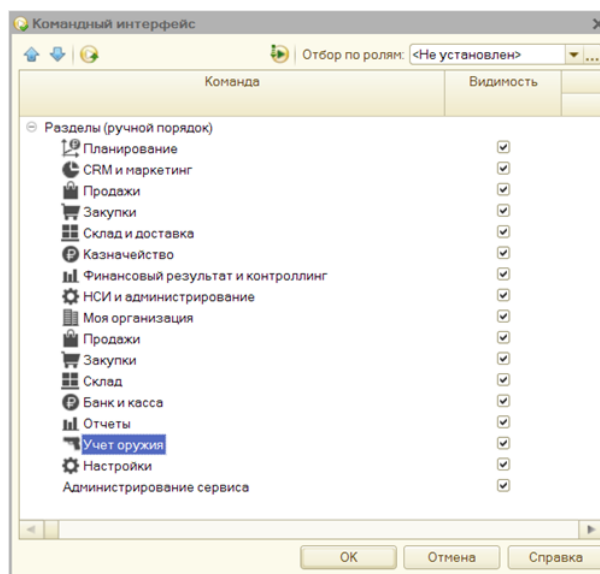 Командный интерфейс
Отбор по ролям: <Не установлен>
Команда Видимость
Разделы (ручной порядок)
Планирование
CRM и маркетинг
Продажи
Закупки
Склад и доставка
Казначейство
Финансовый результат и контроллинг
НСИ и администрирование
Моя организация
Продажи
Закупки
Склад
Банк и касса
Отчеты
Учет оружия
Настройки
Администрирование сервиса
OK Отмена Справка